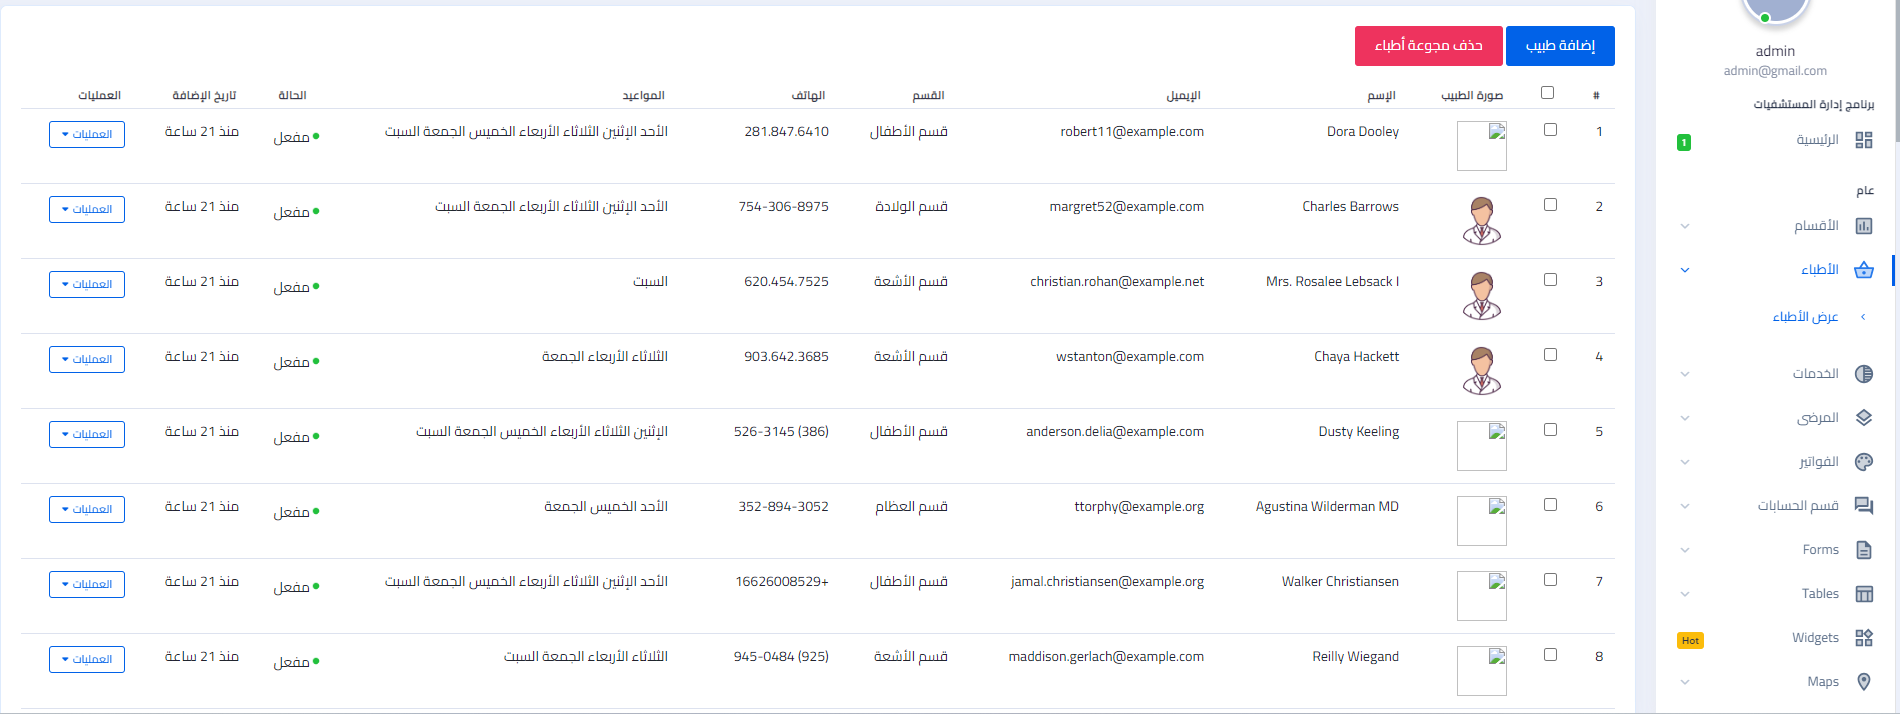 إضافة طبيب
حذف مجوعة أطباء
# صورة الطبيب الإسم الإيميل القسم الهاتف المواعيد الحالة تاريخ الإضافة العمليات
1 Dora Dooley robert11@example.com قسم الأطفال 281.847.6410 الأحد الإثنين الثلاثاء الأربعاء الخميس الجمعة السبت مفعل منذ 21 ساعة العمليات
2 Charles Barrows margret52@example.com قسم الولادة 754-306-8975 الأحد الإثنين الثلاثاء الأربعاء الجمعة السبت مفعل منذ 21 ساعة العمليات
3 Mrs. Rosalee Lebsack I christian.rohan@example.net قسم الأشعة 620.454.7525 السبت مفعل منذ 21 ساعة العمليات
4 Chaya Hackett wstanton@example.com قسم الأشعة 903.642.3685 الثلاثاء الأربعاء الجمعة مفعل منذ 21 ساعة العمليات
5 Dusty Keeling anderson.delia@example.com قسم الأطفال 526-3145 (386) الإثنين الثلاثاء الأربعاء الخميس الجمعة السبت مفعل منذ 21 ساعة العمليات
6 Agustina Wilderman MD ttorphy@example.org قسم العظام 352-894-3052 الأحد الخميس الجمعة مفعل منذ 21 ساعة العمليات
7 Walker Christiansen jamal.christiansen@example.org قسم الأطفال 16626008529+ الأحد الإثنين الثلاثاء الأربعاء الخميس الجمعة السبت مفعل منذ 21 ساعة العمليات
8 Reilly Wiegand maddison.gerlach@example.com قسم الأشعة 945-0484 (925) الثلاثاء الأربعاء الجمعة السبت مفعل منذ 21 ساعة العمليات
admin
admin@gmail.com
برنامج إدارة المستشفيات
الرئيسية 1
عام
الأقسام
الأطباء
عرض الأطباء
الخدمات
المرضى
الفواتير
قسم الحسابات
Forms
Tables
Widgets Hot
Maps